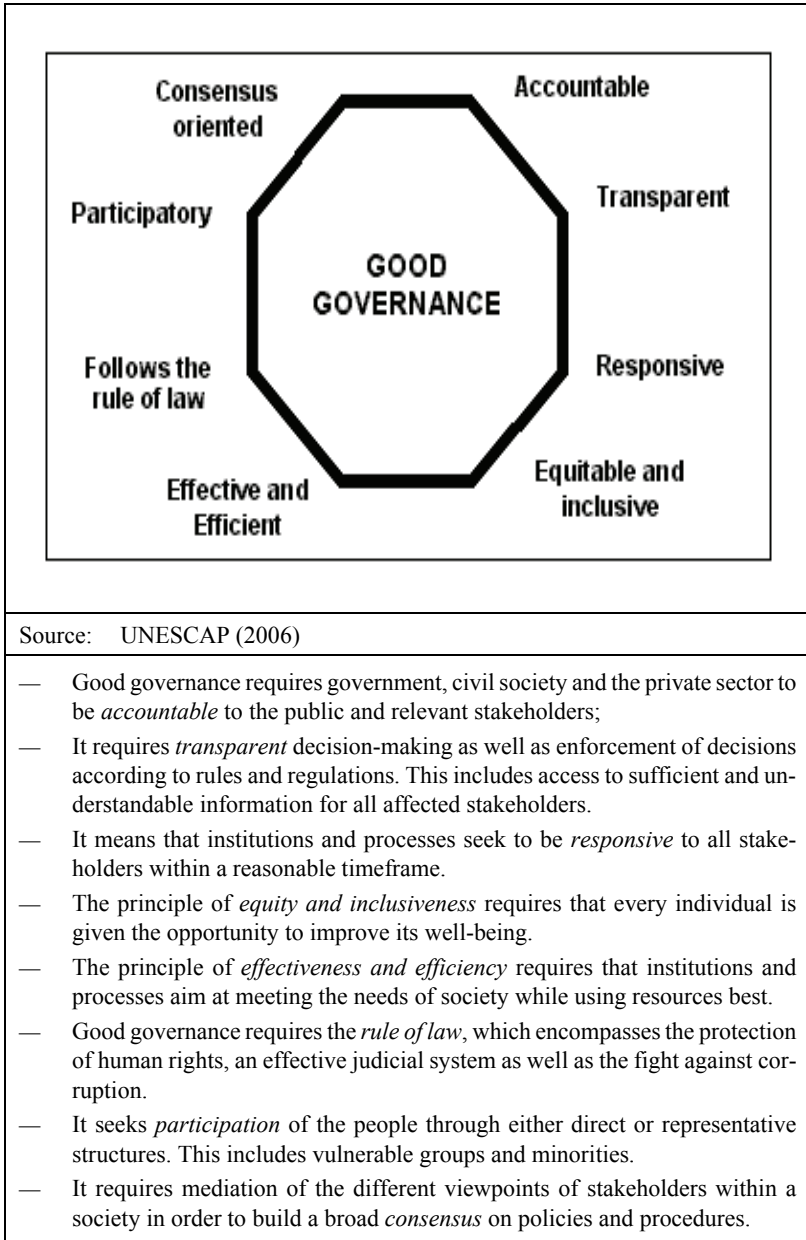 Consensus
oriented
Accountable
Participatory
Transparent
GOOD
GOVERNANCE
Follows the
rule of law
Responsive
Effective and
Efficient
Equitable and
inclusive
Source: UNESCAP (2006)
— Good governance requires government, civil society and the private sector to
be accountable to the public and relevant stakeholders;
— It requires transparent decision-making as well as enforcement of decisions
according to rules and regulations. This includes access to sufficient and un-
derstandable information for all affected stakeholders.
— It means that institutions and processes seek to be responsive to all stake-
holders within a reasonable timeframe.
— The principle of equity and inclusiveness requires that every individual is
given the opportunity to improve its well-being.
— The principle of effectiveness and efficiency requires that institutions and
processes aim at meeting the needs of society while using resources best.
— Good governance requires the rule of law, which encompasses the protection
of human rights, an effective judicial system as well as the fight against cor-
ruption.
— It seeks participation of the people through either direct or representative
structures. This includes vulnerable groups and minorities.
— It requires mediation of the different viewpoints of stakeholders within a
society in order to build a broad consensus on policies and procedures.